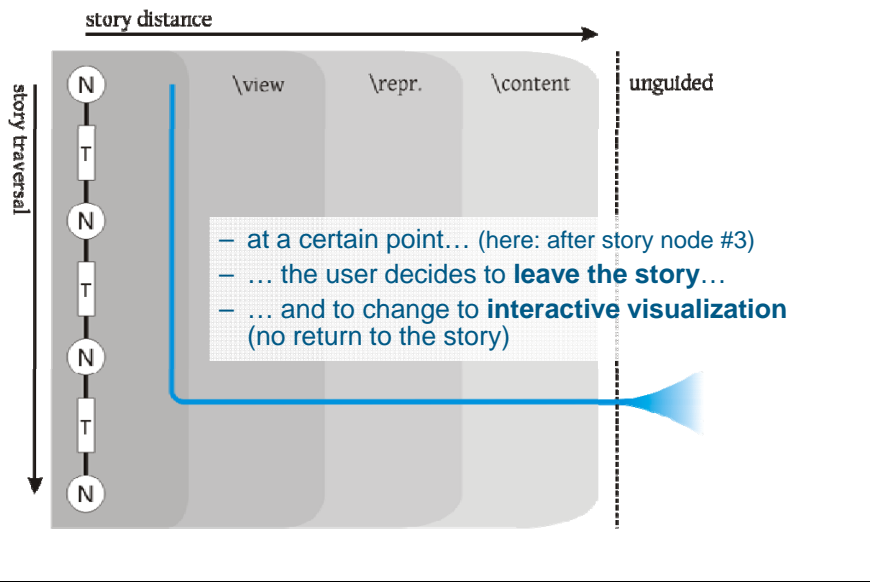 story distance
story traversal
N
\view
\repr.
\content
unguided
T
N
– at a certain point… (here: after story node #3)
– … the user decides to leave the story…
T
– … and to change to interactive visualization
(no return to the story)
N
T
N